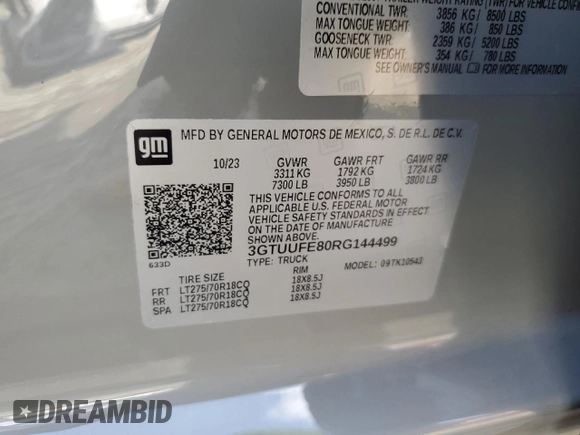 CONVENTIONAL TWR: 3856 KG / 8500 LBS
MAX TONGUE WEIGHT: 386 KG / 850 LBS
GOOSENECK TWR: 2359 KG / 5200 LBS
MAX TONGUE WEIGHT: 354 KG / 780 LBS
SEE OWNER'S MANUAL FOR MORE INFORMATION
gm
MFD BY GENERAL MOTORS DE MEXICO, S. DE R.L. DE C.V.
10/23 GVWR GAWR FRT GAWR RR
3311 KG 1792 KG 1724 KG
7300 LB 3950 LB 3800 LB
THIS VEHICLE CONFORMS TO ALL
APPLICABLE U.S. FEDERAL MOTOR
VEHICLE SAFETY STANDARDS IN EFFECT
ON THE DATE OF MANUFACTURE
SHOWN ABOVE.
3GTUUFE80RG144499
TYPE: TRUCK MODEL: 09TK10543
633D
TIRE SIZE RIM
FRT LT275/70R18CQ 18X8.5J
RR LT275/70R18CQ 18X8.5J
SPA LT275/70R18CQ 18X8.5J
DREAMBID